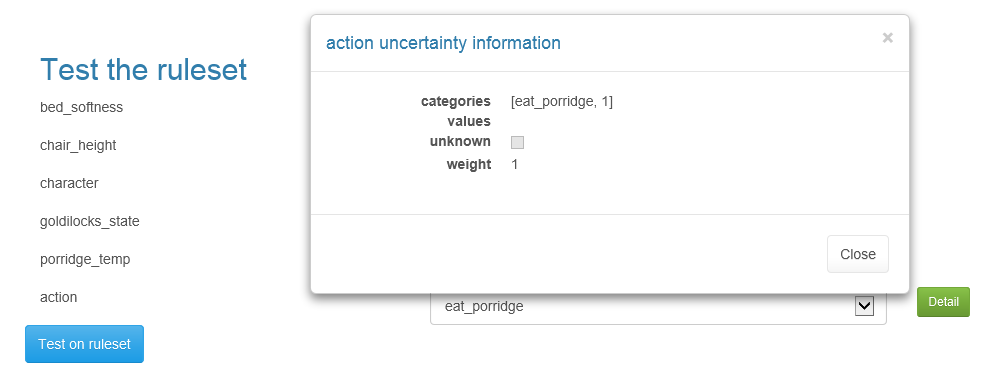 action uncertainty information ×
Test the ruleset
categories [eat_porridge, 1]
bed_softness
values
unknown
chair_height
weight 1
character
goldilocks_state
Close
porridge_temp
action
eat_porridge
Detail
Test on ruleset